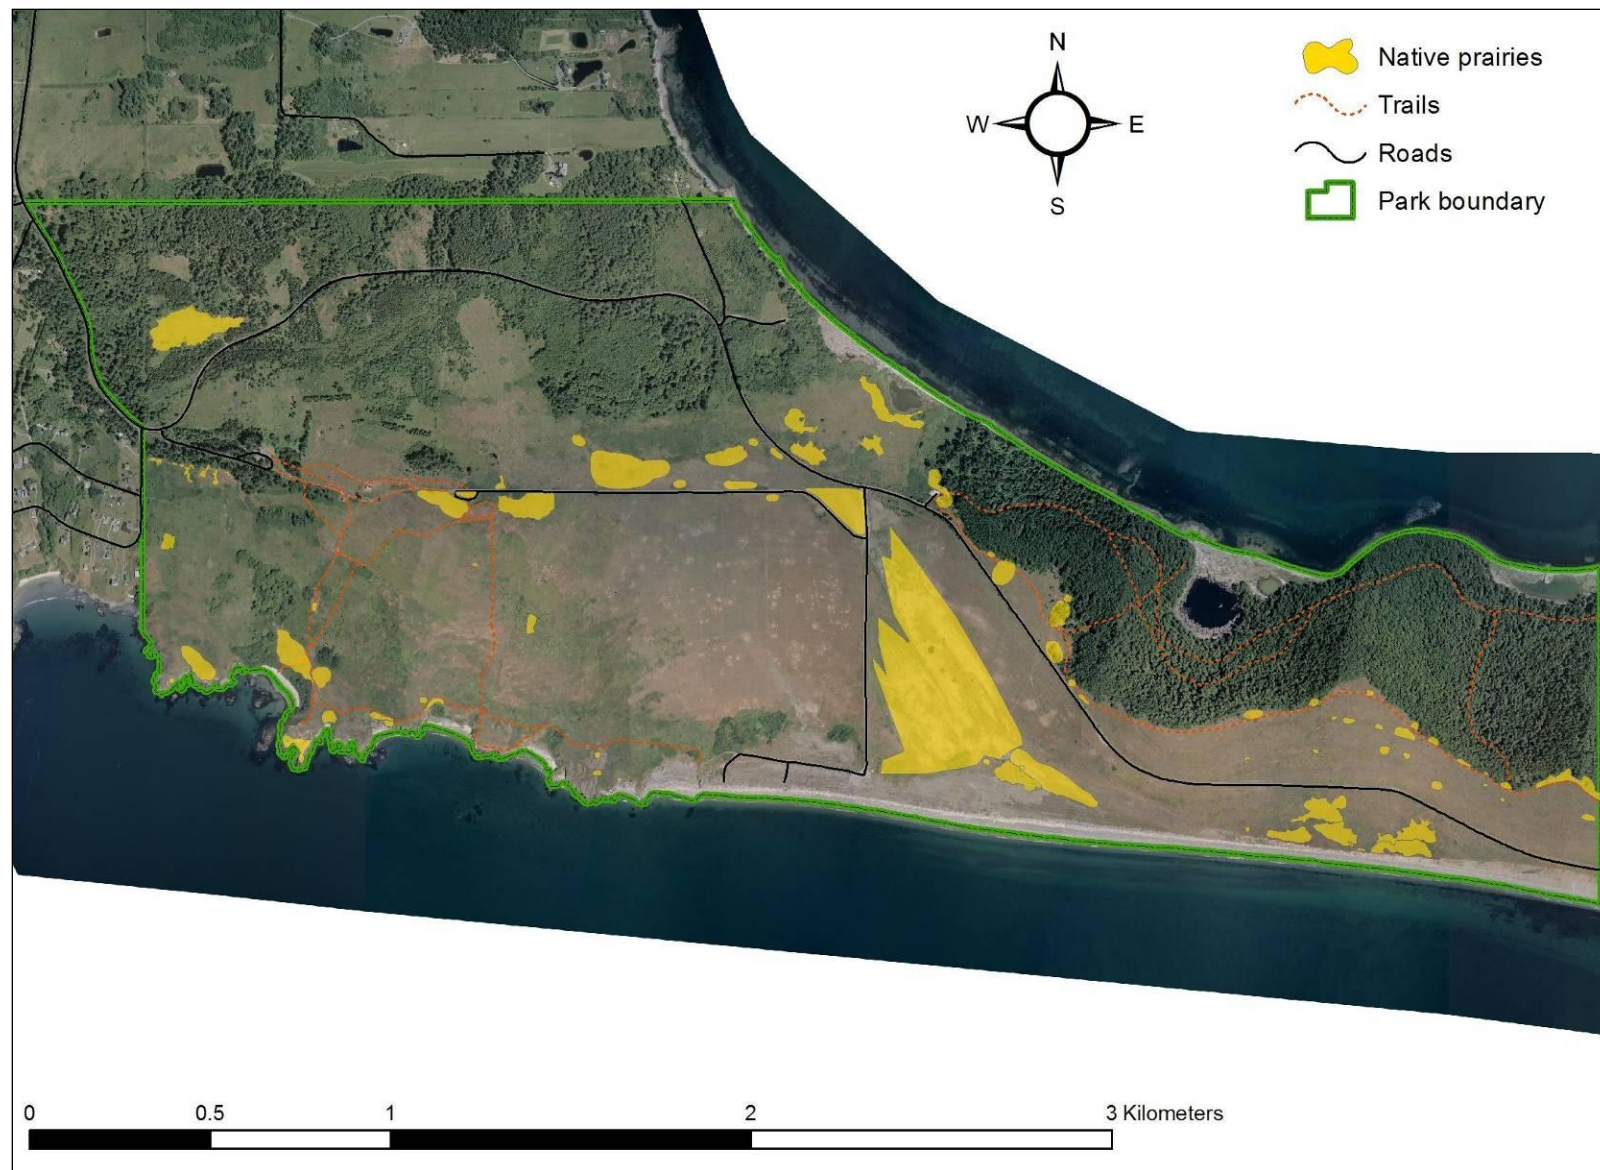 N
W E
S
Native prairies
Trails
Roads
Park boundary
0 0.5 1 2 3 Kilometers